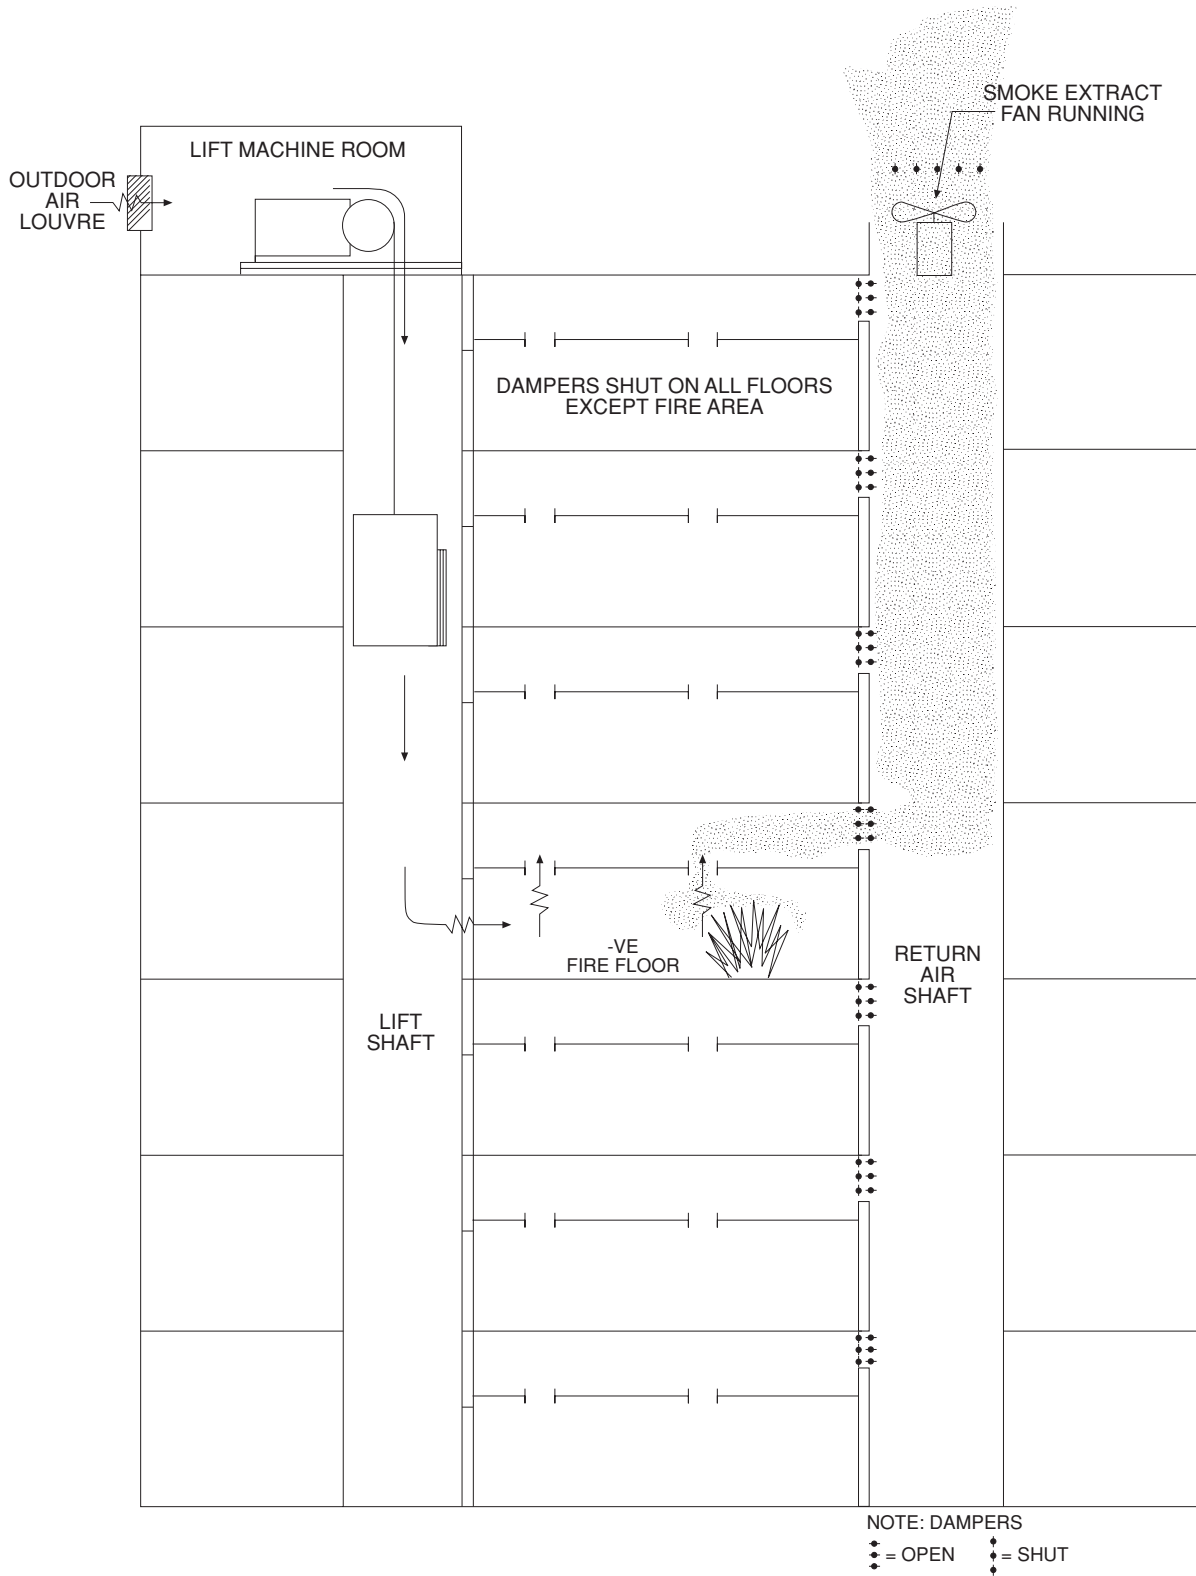 SMOKE EXTRACT
FAN RUNNING
LIFT MACHINE ROOM
OUTDOOR
AIR
LOUVRE
DAMPERS SHUT ON ALL FLOORS
EXCEPT FIRE AREA
-VE
FIRE FLOOR
RETURN
AIR
SHAFT
LIFT
SHAFT
NOTE: DAMPERS
= OPEN
= SHUT